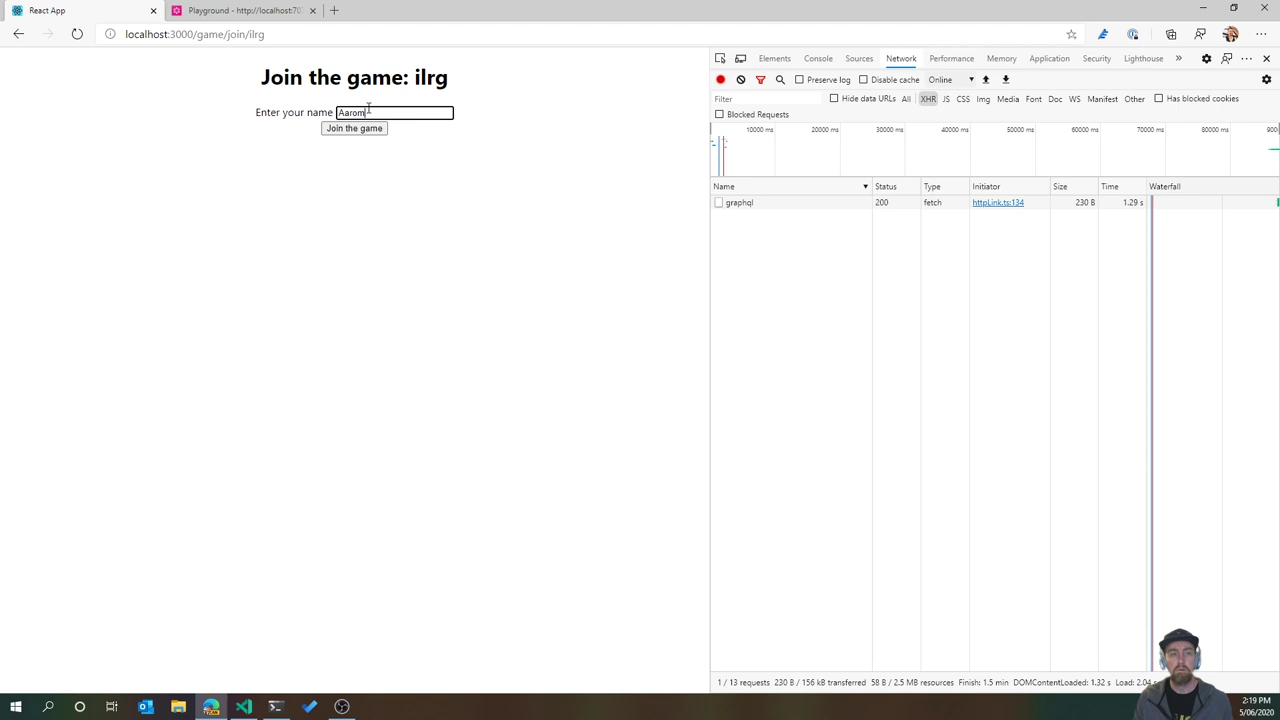 React App
Playground - http://localhost:70
localhost:3000/game/join/ilrg
Join the game: ilrg
Enter your name Aarom
Join the game
Elements Console Sources Network Performance Memory Application Security Lighthouse
Preserve log Disable cache Online
Filter Hide data URLs All XHR JS CSS Img Media Font Doc WS Manifest Other Has blocked cookies
Blocked Requests
10000 ms 20000 ms 30000 ms 40000 ms 50000 ms 60000 ms 70000 ms 80000 ms 900
Name Status Type Initiator Size Time Waterfall
graphql 200 fetch httpLink.ts:134 230 B 1.29 s
1 / 13 requests 230 B / 156 kB transferred 58 B / 2.5 MB resources Finish: 1.5 min DOMContentLoaded: 1.32 s Load: 2.04 s
2:19 PM
5/06/2020